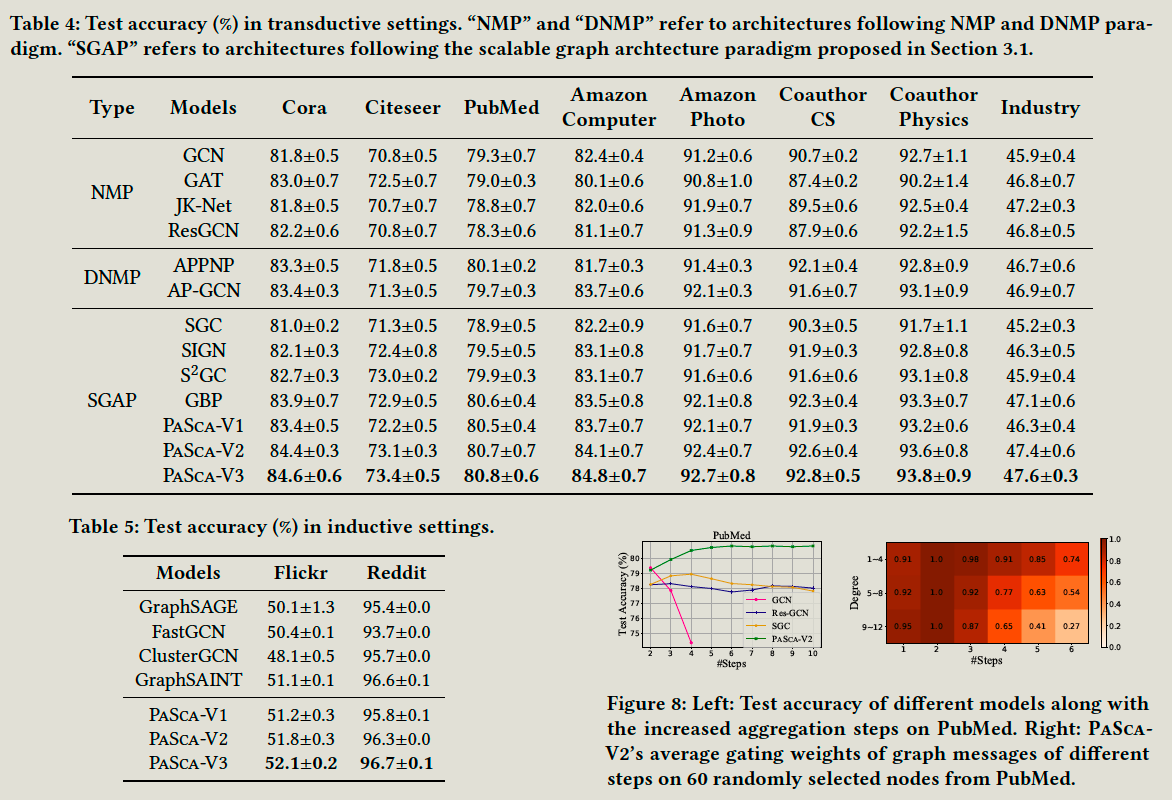 Table 4: Test accuracy (%) in transductive settings. “NMP” and “DNMP” refer to architectures following NMP and DNMP para-
digm. “SGAP” refers to architectures following the scalable graph archtecture paradigm proposed in Section 3.1.
Type Models Cora Citeseer PubMed Amazon Computer Amazon Photo Coauthor CS Coauthor Physics Industry
NMP
GCN 81.8±0.5 70.8±0.5 79.3±0.7 82.4±0.4 91.2±0.6 90.7±0.2 92.7±1.1 45.9±0.4
GAT 83.0±0.7 72.5±0.7 79.0±0.3 80.1±0.6 90.8±1.0 87.4±0.2 90.2±1.4 46.8±0.7
JK-Net 81.8±0.5 70.7±0.7 78.8±0.7 82.0±0.6 91.9±0.7 89.5±0.6 92.5±0.4 47.2±0.3
ResGCN 82.2±0.6 70.8±0.7 78.3±0.6 81.1±0.7 91.3±0.9 87.9±0.6 92.2±1.5 46.8±0.5
DNMP
APPNP 83.3±0.5 71.8±0.5 80.1±0.2 81.7±0.3 91.4±0.3 92.1±0.4 92.8±0.9 46.7±0.6
AP-GCN 83.4±0.3 71.3±0.5 79.7±0.3 83.7±0.6 92.1±0.3 91.6±0.7 93.1±0.9 46.9±0.7
SGAP
SGC 81.0±0.2 71.3±0.5 78.9±0.5 82.2±0.9 91.6±0.7 90.3±0.5 91.7±1.1 45.2±0.3
SIGN 82.1±0.3 72.4±0.8 79.5±0.5 83.1±0.8 91.7±0.7 91.9±0.3 92.8±0.8 46.3±0.5
S²GC 82.7±0.3 73.0±0.2 79.9±0.3 83.1±0.7 91.6±0.6 91.6±0.6 93.1±0.8 45.9±0.4
GBP 83.9±0.7 72.9±0.5 80.6±0.4 83.5±0.8 92.1±0.8 92.3±0.4 93.3±0.7 47.1±0.6
PaSca-V1 83.4±0.5 72.2±0.5 80.5±0.4 83.7±0.7 92.1±0.7 91.9±0.3 93.2±0.6 46.3±0.4
PaSca-V2 84.4±0.3 73.1±0.3 80.7±0.7 84.1±0.7 92.4±0.7 92.6±0.4 93.6±0.8 47.4±0.6
PaSca-V3 84.6±0.6 73.4±0.5 80.8±0.6 84.8±0.7 92.7±0.8 92.8±0.5 93.8±0.9 47.6±0.3
Table 5: Test accuracy (%) in inductive settings.
Models Flickr Reddit
GraphSAGE 50.1±1.3 95.4±0.0
FastGCN 50.4±0.1 93.7±0.0
ClusterGCN 48.1±0.5 95.7±0.0
GraphSAINT 51.1±0.1 96.6±0.1
PaSca-V1 51.2±0.3 95.8±0.1
PaSca-V2 51.8±0.3 96.3±0.0
PaSca-V3 52.1±0.2 96.7±0.1
PubMed
Test Accuracy (%)
80
79
78
77
76
75
GCN
Res-GCN
SGC
PaSca-V2
2 3 4 5 6 7 8 9 10
#Steps
Degree
1~4 0.91 1.0 0.98 0.91 0.85 0.74
5~8 0.92 1.0 0.92 0.77 0.63 0.54
9~12 0.95 1.0 0.87 0.65 0.41 0.27
1 2 3 4 5 6
#Steps
1.0
0.8
0.6
0.4
0.2
0.0
Figure 8: Left: Test accuracy of different models along with
the increased aggregation steps on PubMed. Right: PaSca-
V2’s average gating weights of graph messages of different
steps on 60 randomly selected nodes from PubMed.